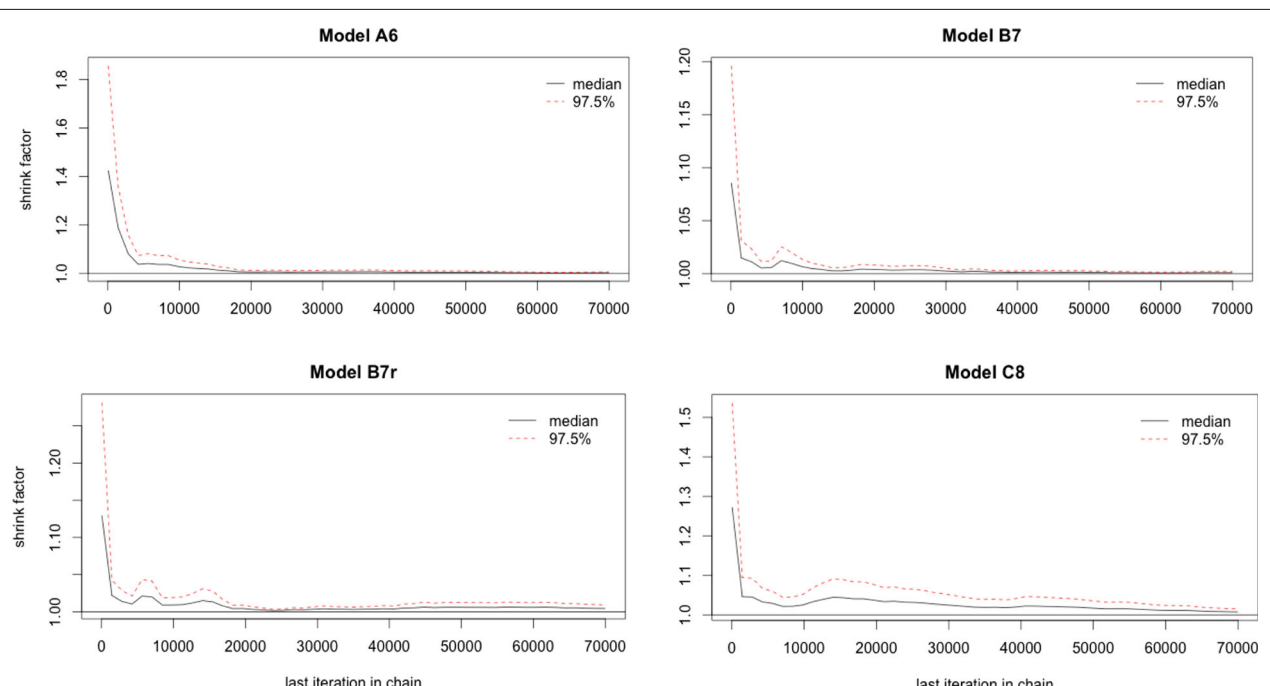 Model A6
shrink factor
1.8
1.6
1.4
1.2
1.0
median
97.5%
0 10000 20000 30000 40000 50000 60000 70000
Model B7
1.20
1.15
1.10
1.05
1.00
median
97.5%
0 10000 20000 30000 40000 50000 60000 70000
Model B7r
shrink factor
1.20
1.10
1.00
median
97.5%
0 10000 20000 30000 40000 50000 60000 70000
last iteration in chain
Model C8
1.5
1.4
1.3
1.2
1.1
1.0
median
97.5%
0 10000 20000 30000 40000 50000 60000 70000
last iteration in chain